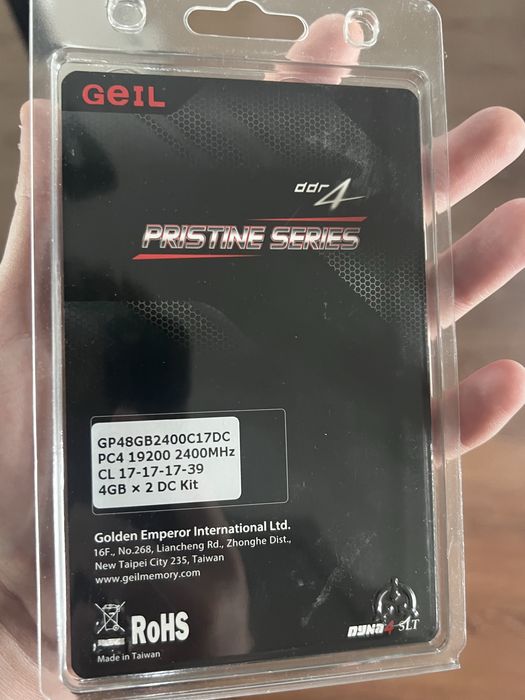 GeIL
ddr4
PRISTINE SERIES
GP48GB2400C17DC
PC4 19200 2400MHz
CL 17-17-17-39
4GB × 2 DC Kit
Golden Emperor International Ltd.
16F., No.268, Liancheng Rd., Zhonghe Dist.,
New Taipei City 235, Taiwan
www.geilmemory.com
RoHS
Made in Taiwan
DYNA4 SLT